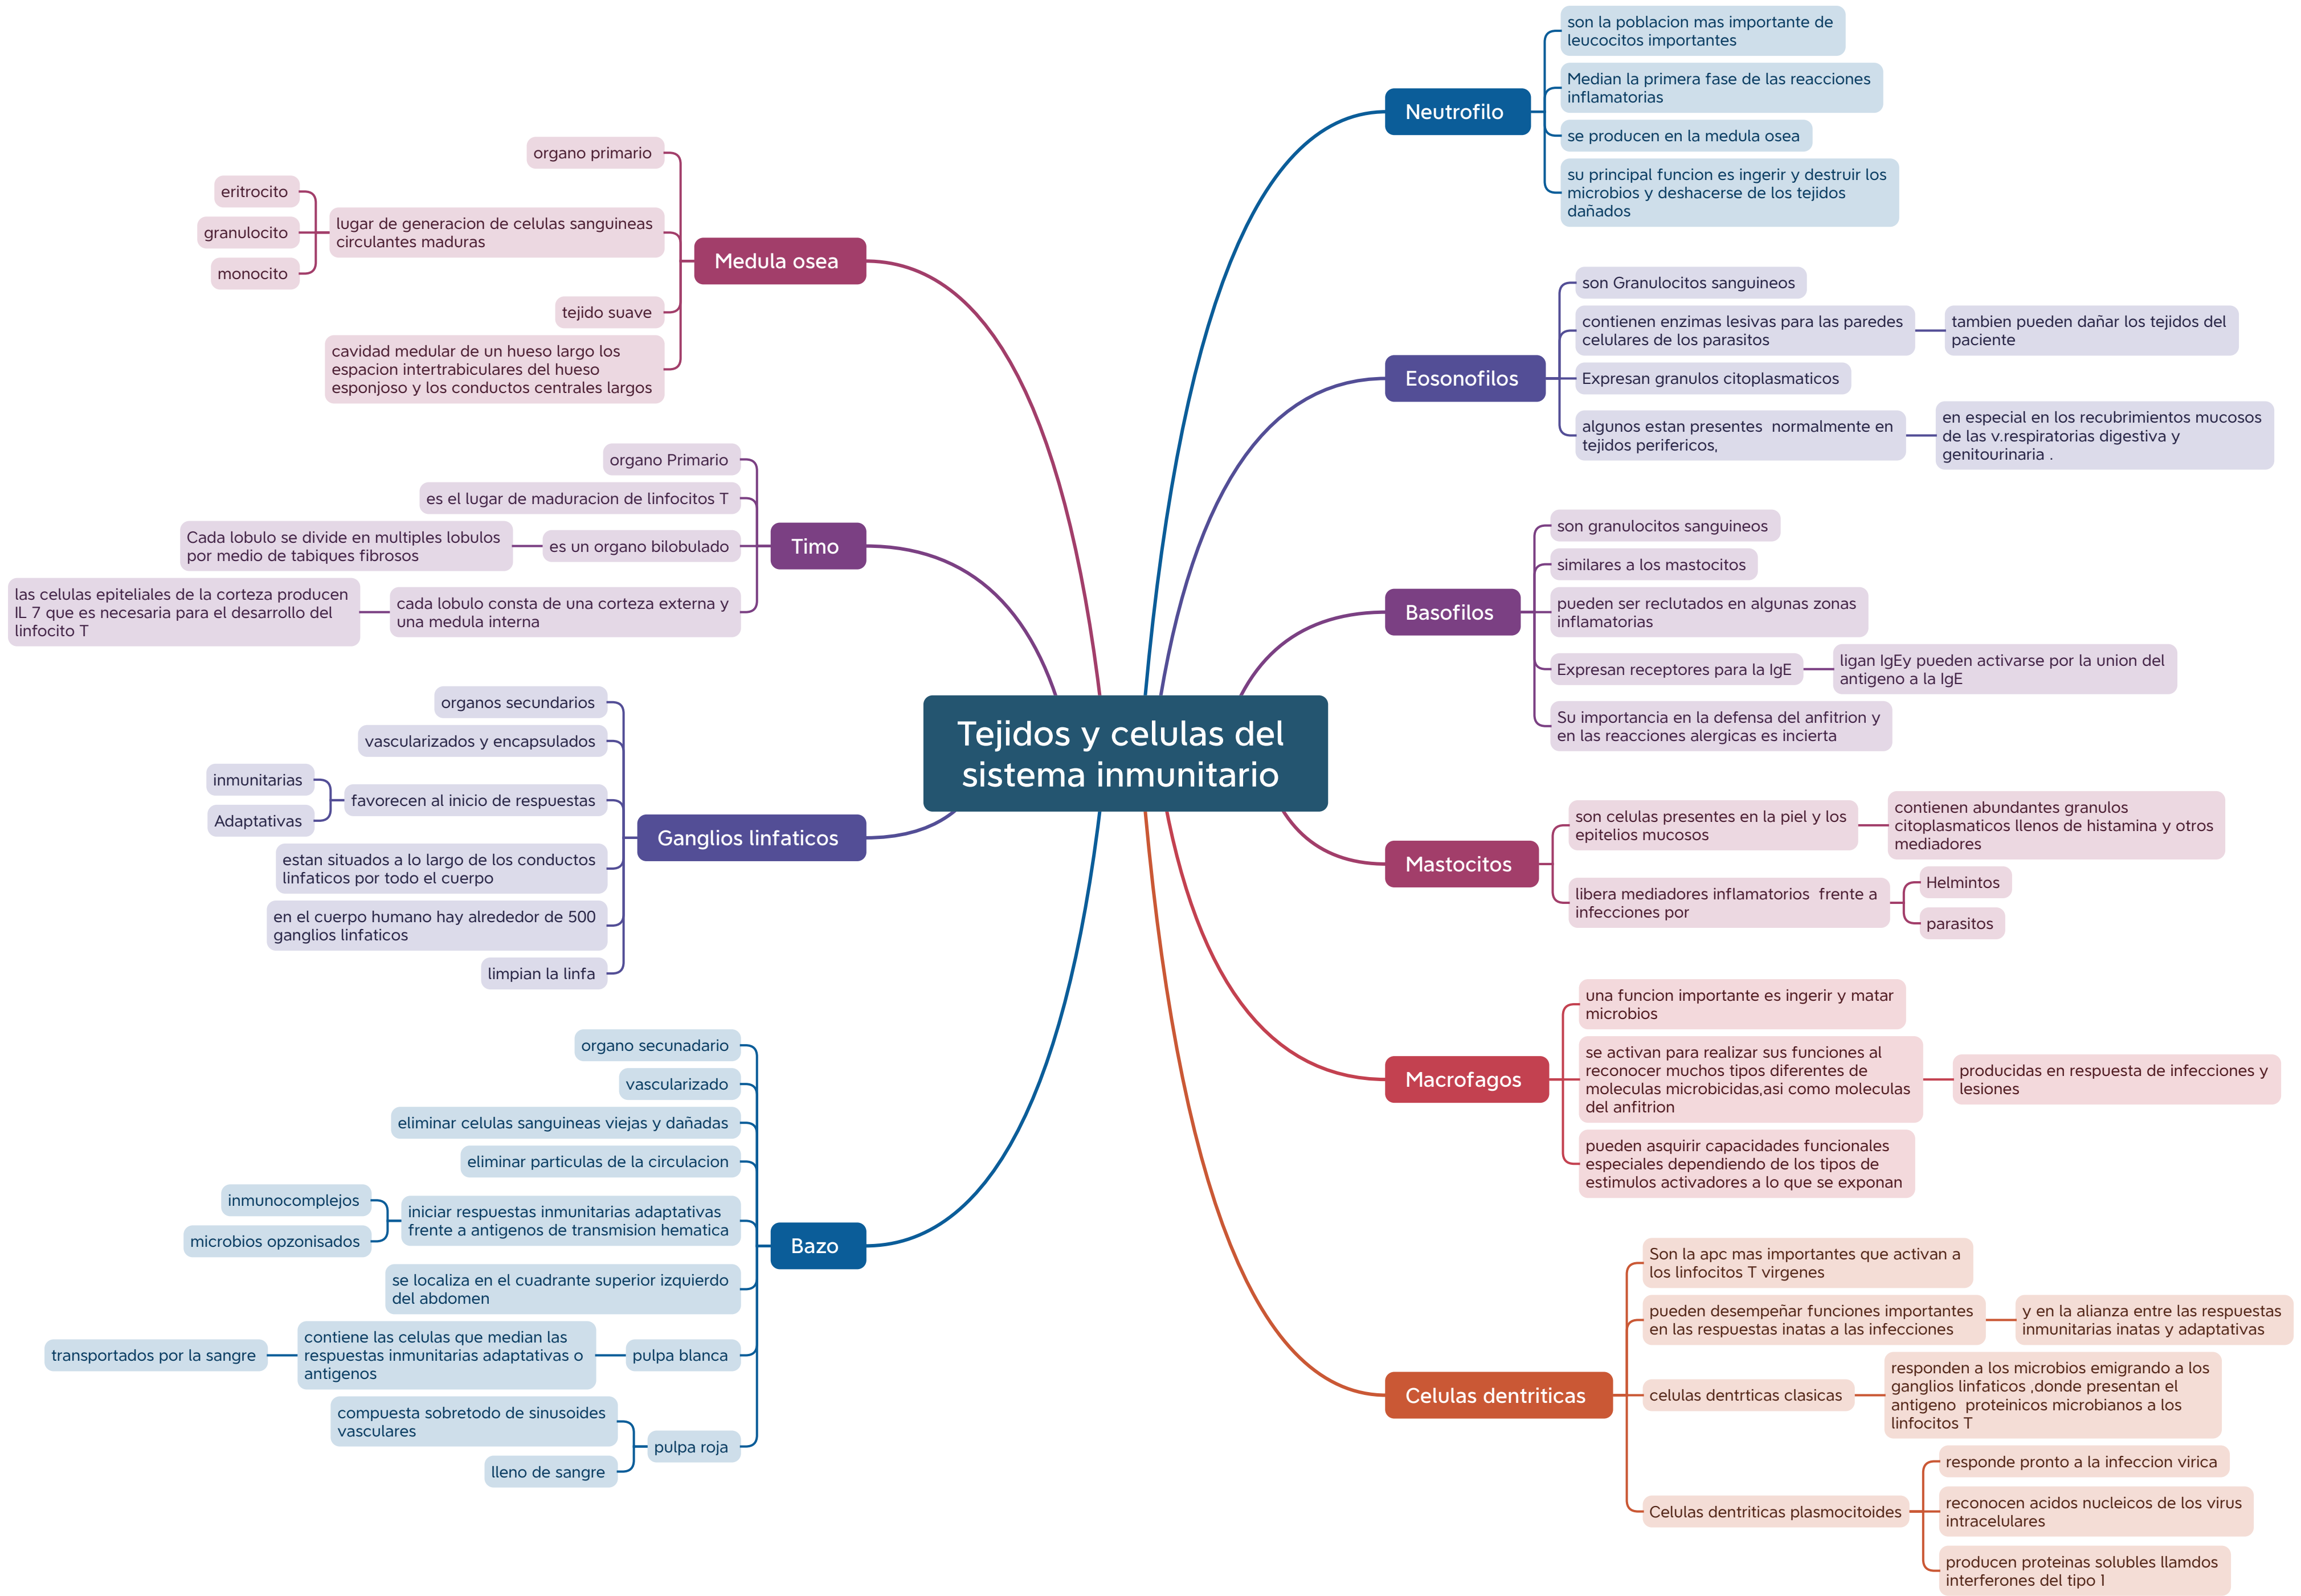 Tejidos y celulas del
sistema inmunitario
Neutrofilo
son la poblacion mas importante de
leucocitos importantes
Median la primera fase de las reacciones
inflamatorias
se producen en la medula osea
su principal funcion es ingerir y destruir los
microbios y deshacerse de los tejidos
dañados
Eosonofilos
son Granulocitos sanguineos
contienen enzimas lesivas para las paredes
celulares de los parasitos
tambien pueden dañar los tejidos del
paciente
Expresan granulos citoplasmaticos
algunos estan presentes  normalmente en
tejidos perifericos,
en especial en los recubrimientos mucosos
de las v.respiratorias digestiva y
genitourinaria .
Basofilos
son granulocitos sanguineos
similares a los mastocitos
pueden ser reclutados en algunas zonas
inflamatorias
Expresan receptores para la IgE
ligan IgEy pueden activarse por la union del
antigeno a la IgE
Su importancia en la defensa del anfitrion y
en las reacciones alergicas es incierta
Mastocitos
son celulas presentes en la piel y los
epitelios mucosos
contienen abundantes granulos
citoplasmaticos llenos de histamina y otros
mediadores
libera mediadores inflamatorios  frente a
infecciones por
Helmintos
parasitos
Macrofagos
una funcion importante es ingerir y matar
microbios
se activan para realizar sus funciones al
reconocer muchos tipos diferentes de
moleculas microbicidas,asi como moleculas
del anfitrion
producidas en respuesta de infecciones y
lesiones
pueden asquirir capacidades funcionales
especiales dependiendo de los tipos de
estimulos activadores a lo que se exponan
Celulas dentriticas
Son la apc mas importantes que activan a
los linfocitos T virgenes
pueden desempeñar funciones importantes
en las respuestas inatas a las infecciones
y en la alianza entre las respuestas
inmunitarias inatas y adaptativas
celulas dentrticas clasicas
responden a los microbios emigrando a los
ganglios linfaticos ,donde presentan el
antigeno  proteinicos microbianos a los
linfocitos T
Celulas dentriticas plasmocitoides
responde pronto a la infeccion virica
reconocen acidos nucleicos de los virus
intracelulares
producen proteinas solubles llamdos
interferones del tipo 1
Medula osea
organo primario
lugar de generacion de celulas sanguineas
circulantes maduras
eritrocito
granulocito
monocito
tejido suave
cavidad medular de un hueso largo los
espacion intertrabiculares del hueso
esponjoso y los conductos centrales largos
Timo
organo Primario
es el lugar de maduracion de linfocitos T
es un organo bilobulado
Cada lobulo se divide en multiples lobulos
por medio de tabiques fibrosos
cada lobulo consta de una corteza externa y
una medula interna
las celulas epiteliales de la corteza producen
IL 7 que es necesaria para el desarrollo del
linfocito T
Ganglios linfaticos
organos secundarios
vascularizados y encapsulados
favorecen al inicio de respuestas
inmunitarias
Adaptativas
estan situados a lo largo de los conductos
linfaticos por todo el cuerpo
en el cuerpo humano hay alrededor de 500
ganglios linfaticos
limpian la linfa
Bazo
organo secunadario
vascularizado
eliminar celulas sanguineas viejas y dañadas
eliminar particulas de la circulacion
iniciar respuestas inmunitarias adaptativas
frente a antigenos de transmision hematica
inmunocomplejos
microbios opzonisados
se localiza en el cuadrante superior izquierdo
del abdomen
pulpa blanca
contiene las celulas que median las
respuestas inmunitarias adaptativas o
antigenos
transportados por la sangre
pulpa roja
compuesta sobretodo de sinusoides
vasculares
lleno de sangre